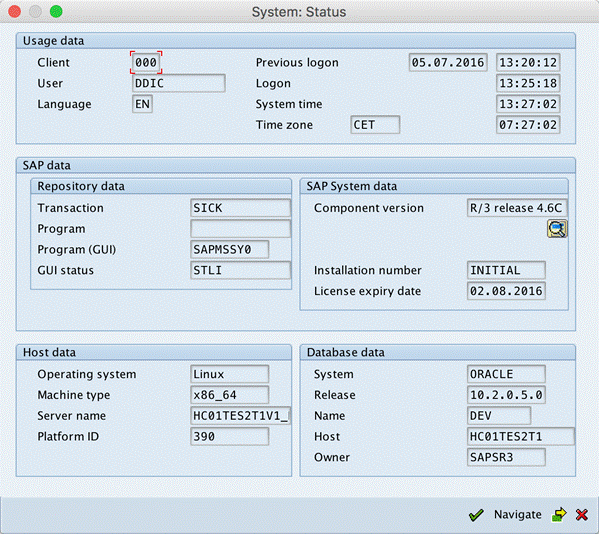 System: Status
Usage data
Client 000 Previous logon 05.07.2016 13:20:12
User DDIC Logon 13:25:18
Language EN System time 13:27:02
Time zone CET 07:27:02
SAP data
Repository data SAP System data
Transaction SICK Component version R/3 release 4.6C
Program
Program (GUI) SAPMSSY0
GUI status STLI Installation number INITIAL
License expiry date 02.08.2016
Host data Database data
Operating system Linux System ORACLE
Machine type x86_64 Release 10.2.0.5.0
Server name HC01TES2T1V1_ Name DEV
Platform ID 390 Host HC01TES2T1
Owner SAPSR3
Navigate